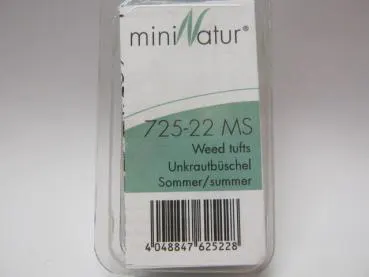 miniNatur®
725-22 MS
Weed tufts
Unkrautbüschel
Sommer/summer
4 048847 625228